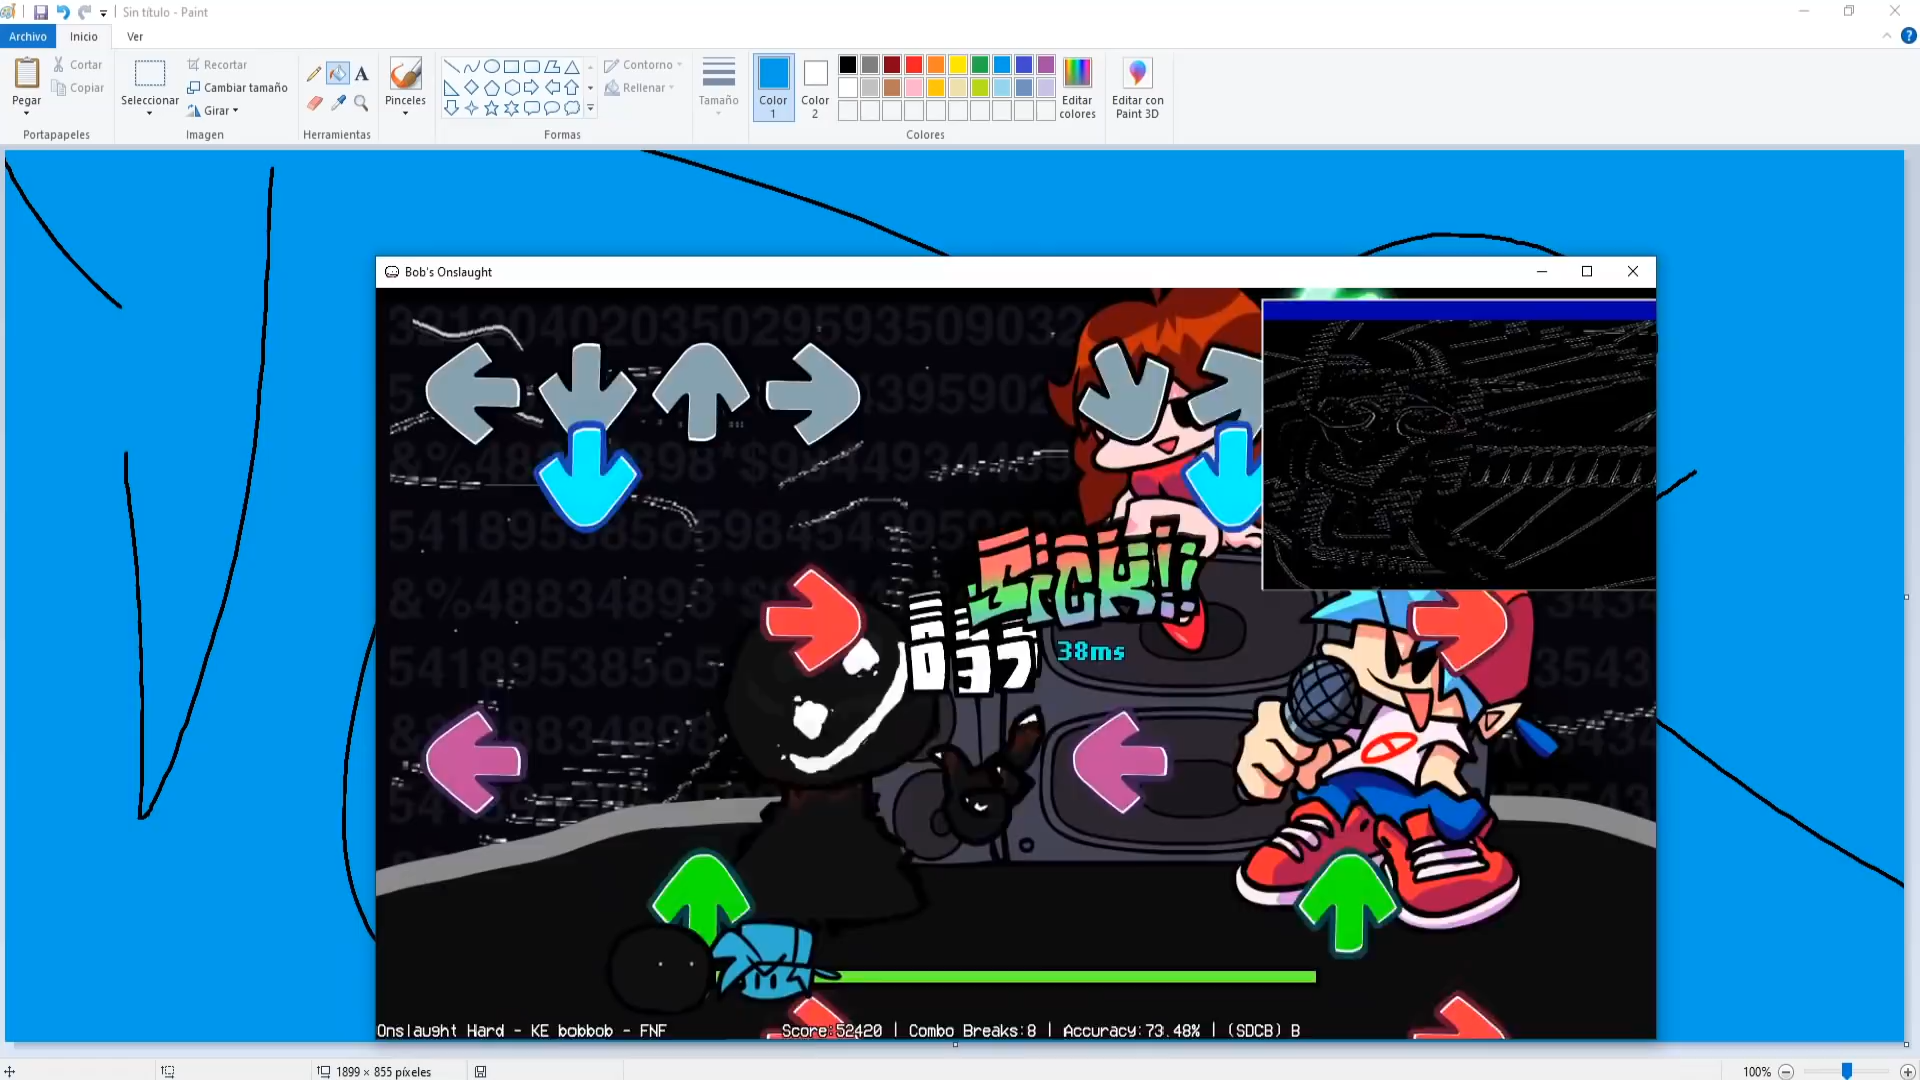 Sin título - Paint
Archivo
Inicio
Ver
Pegar
Cortar
Copiar
Portapapeles
Seleccionar
Recortar
Cambiar tamaño
Girar
Imagen
A
Herramientas
Pinceles
Contorno
Rellenar
Formas
Tamaño
Color 1
Color 2
Editar colores
Colores
Editar con Paint 3D
Bob's Onslaught
Sick!!
037
38ms
Onslaught Hard - KE bobbob - FNF
Score:52420 | Combo Breaks:8 | Accuracy:73.48% | (SDCB) B
1899 × 855 píxeles
100%